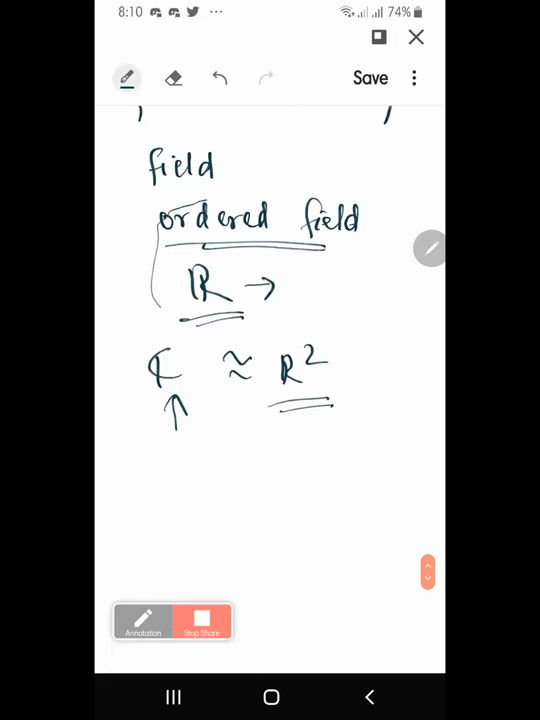 8:10 ... 74%
Save
field
ordered field
R →
C ≈ R²
↑
Annotation
Stop Share